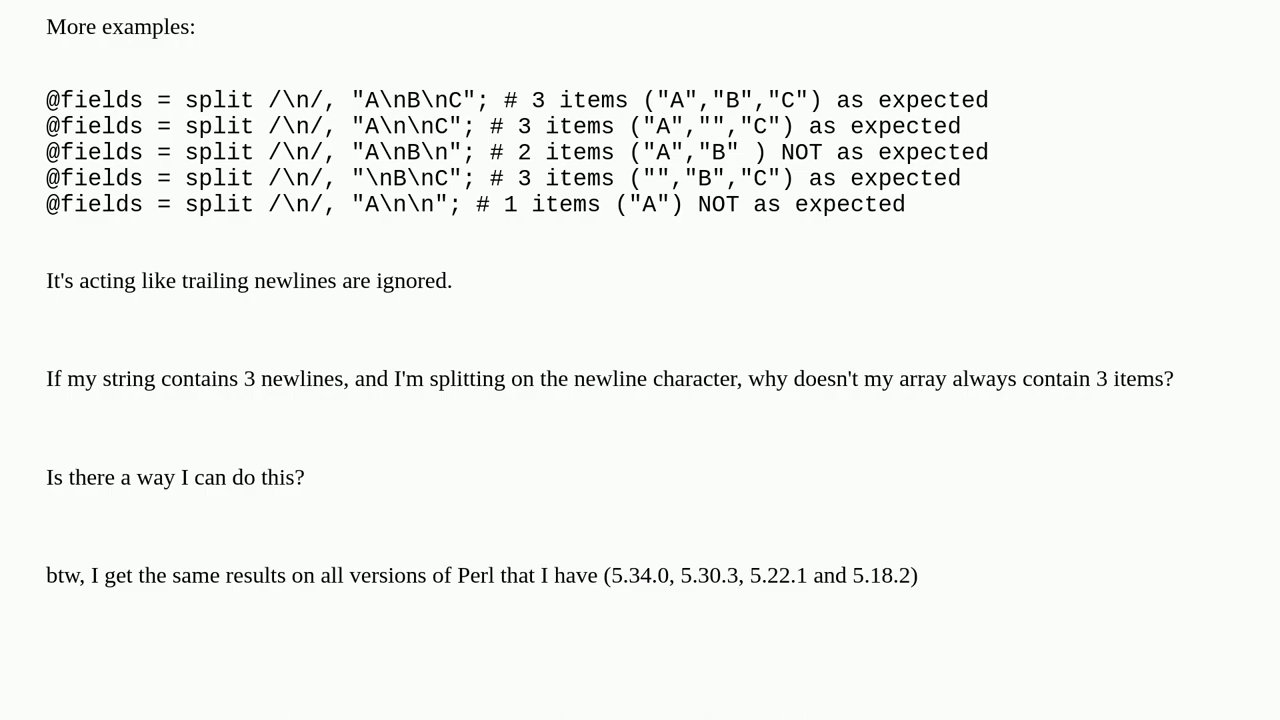 More examples:
@fields = split /\n/, "A\nB\nC"; # 3 items ("A","B","C") as expected
@fields = split /\n/, "A\n\nC"; # 3 items ("A","","C") as expected
@fields = split /\n/, "A\nB\n"; # 2 items ("A","B" ) NOT as expected
@fields = split /\n/, "\nB\nC"; # 3 items ("","B","C") as expected
@fields = split /\n/, "A\n\n"; # 1 items ("A") NOT as expected
It's acting like trailing newlines are ignored.
If my string contains 3 newlines, and I'm splitting on the newline character, why doesn't my array always contain 3 items?
Is there a way I can do this?
btw, I get the same results on all versions of Perl that I have (5.34.0, 5.30.3, 5.22.1 and 5.18.2)